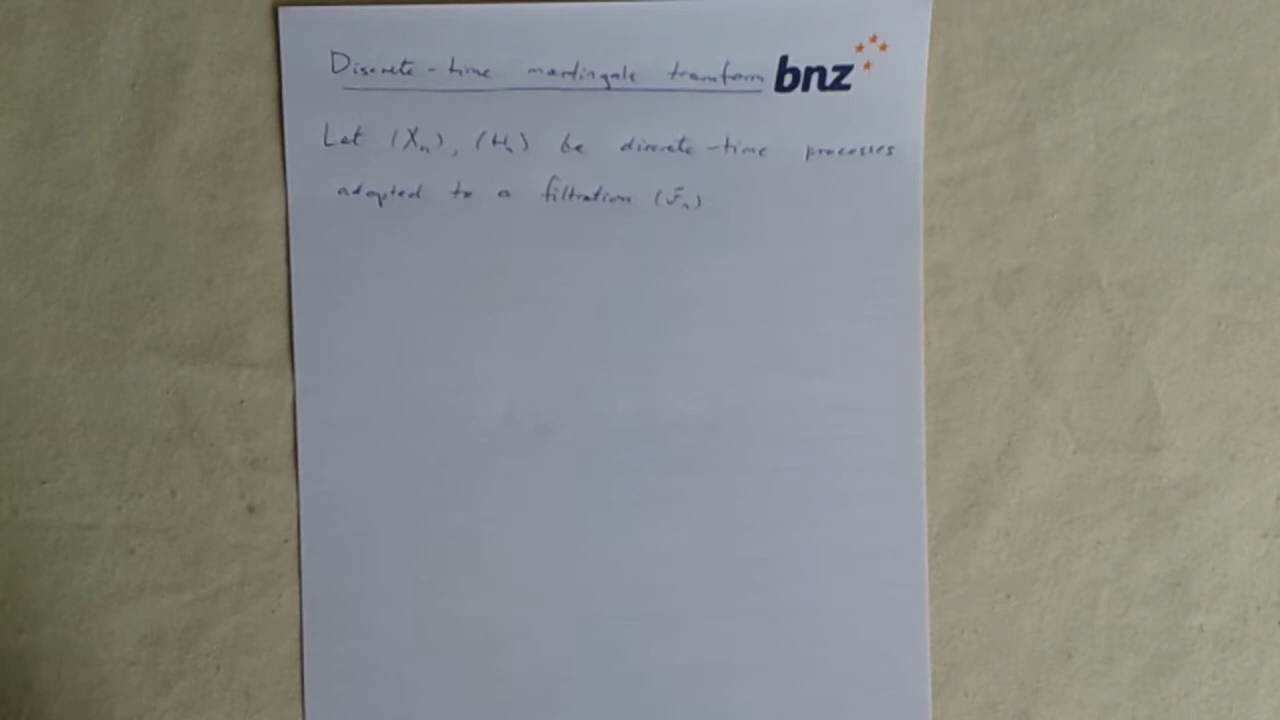 Discrete-time martingale transform bnz
Let (Xₙ), (Hₙ) be discrete-time processes
adapted to a filtration (Fₙ)